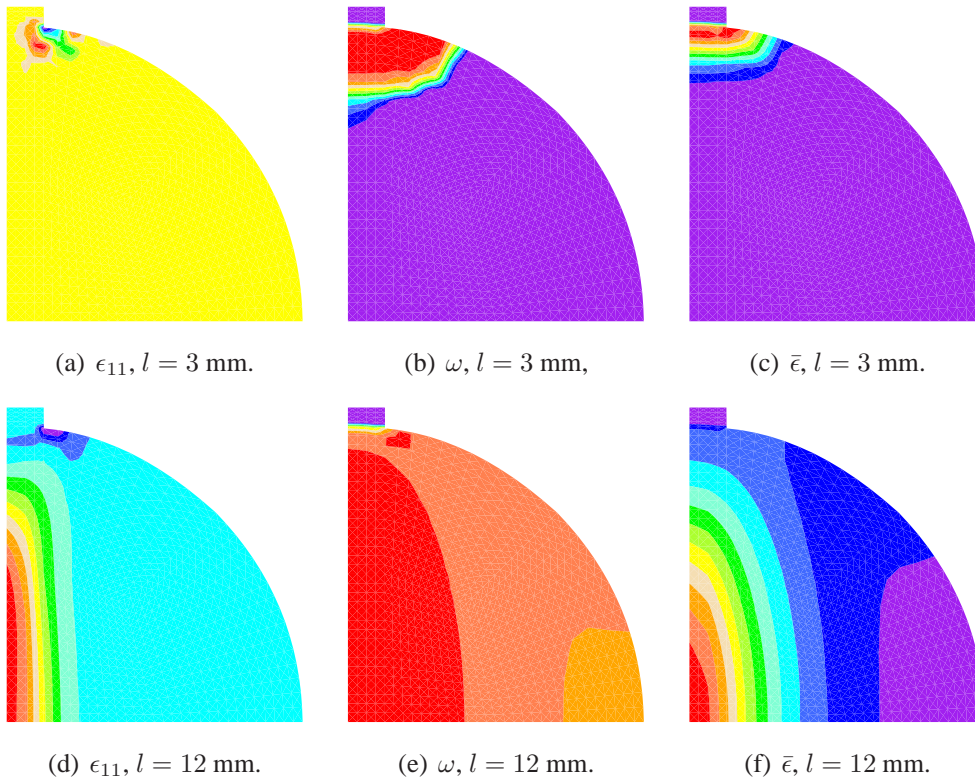 (a) ϵ₁₁, l = 3 mm.
(b) ω, l = 3 mm,
(c) ϵ̄, l = 3 mm.
(d) ϵ₁₁, l = 12 mm.
(e) ω, l = 12 mm.
(f) ϵ̄, l = 12 mm.